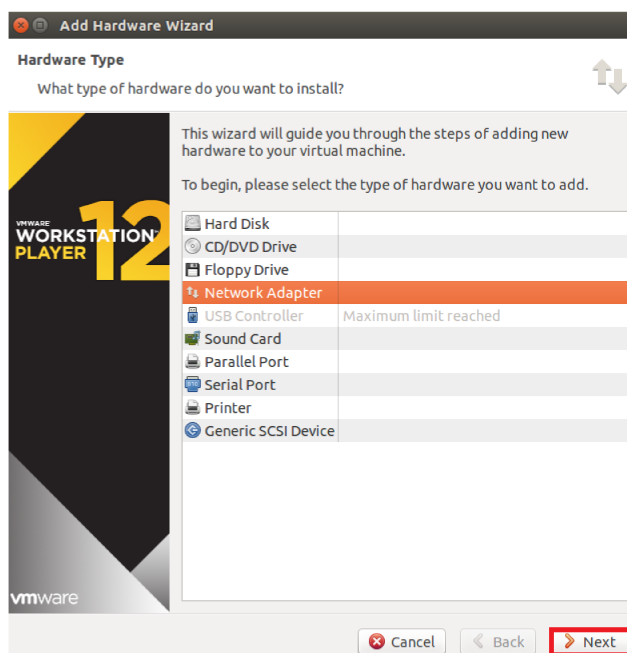 Add Hardware Wizard
Hardware Type
What type of hardware do you want to install?
This wizard will guide you through the steps of adding new
hardware to your virtual machine.
To begin, please select the type of hardware you want to add.
VMWARE
WORKSTATION™
PLAYER 12
Hard Disk
CD/DVD Drive
Floppy Drive
Network Adapter
USB Controller Maximum limit reached
Sound Card
Parallel Port
Serial Port
Printer
Generic SCSI Device
vmware
Cancel Back Next